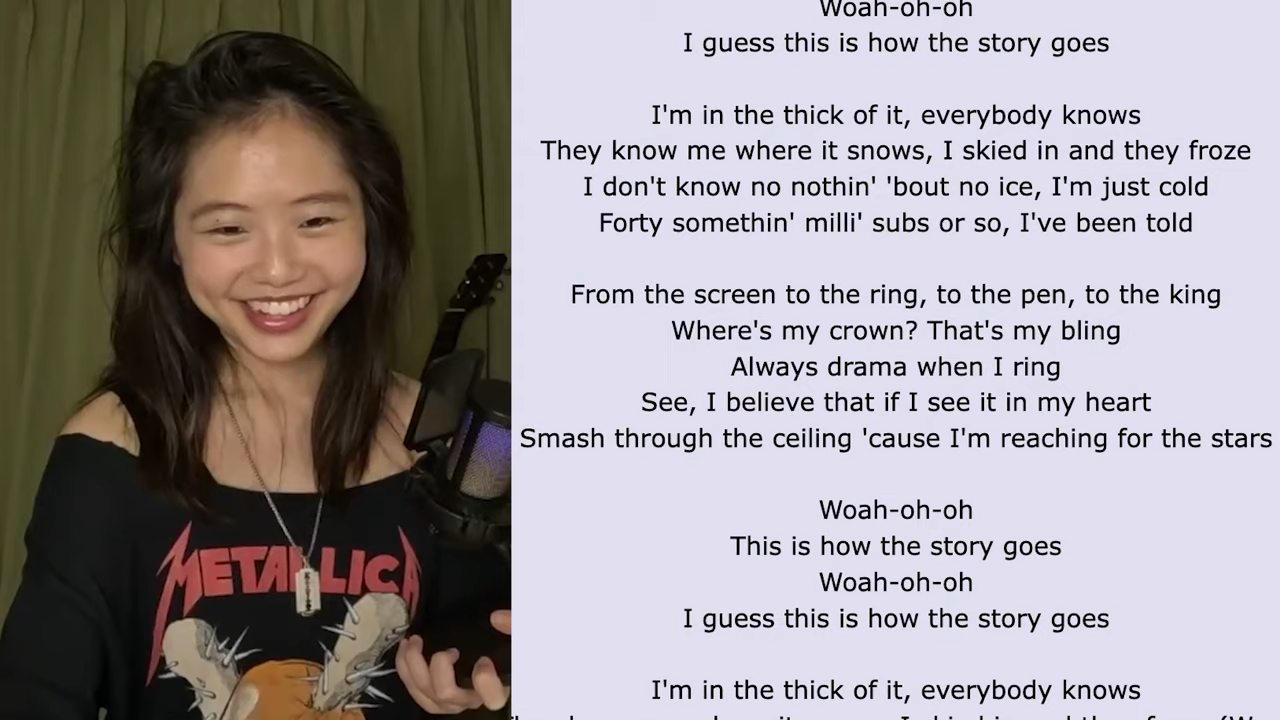 Woah-oh-oh
I guess this is how the story goes
I'm in the thick of it, everybody knows
They know me where it snows, I skied in and they froze
I don't know no nothin' 'bout no ice, I'm just cold
Forty somethin' milli' subs or so, I've been told
From the screen to the ring, to the pen, to the king
Where's my crown? That's my bling
Always drama when I ring
See, I believe that if I see it in my heart
Smash through the ceiling 'cause I'm reaching for the stars
Woah-oh-oh
This is how the story goes
Woah-oh-oh
I guess this is how the story goes
I'm in the thick of it, everybody knows
METALLICA